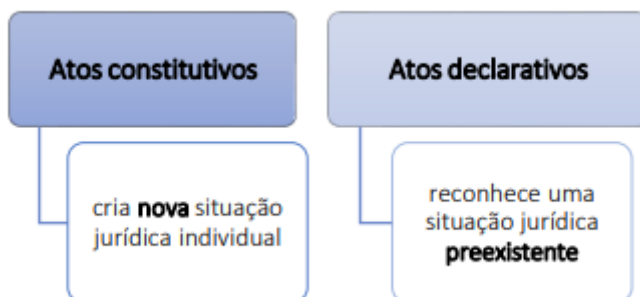 Atos constitutivos
cria nova situação
jurídica individual
Atos declarativos
reconhece uma
situação jurídica
preexistente